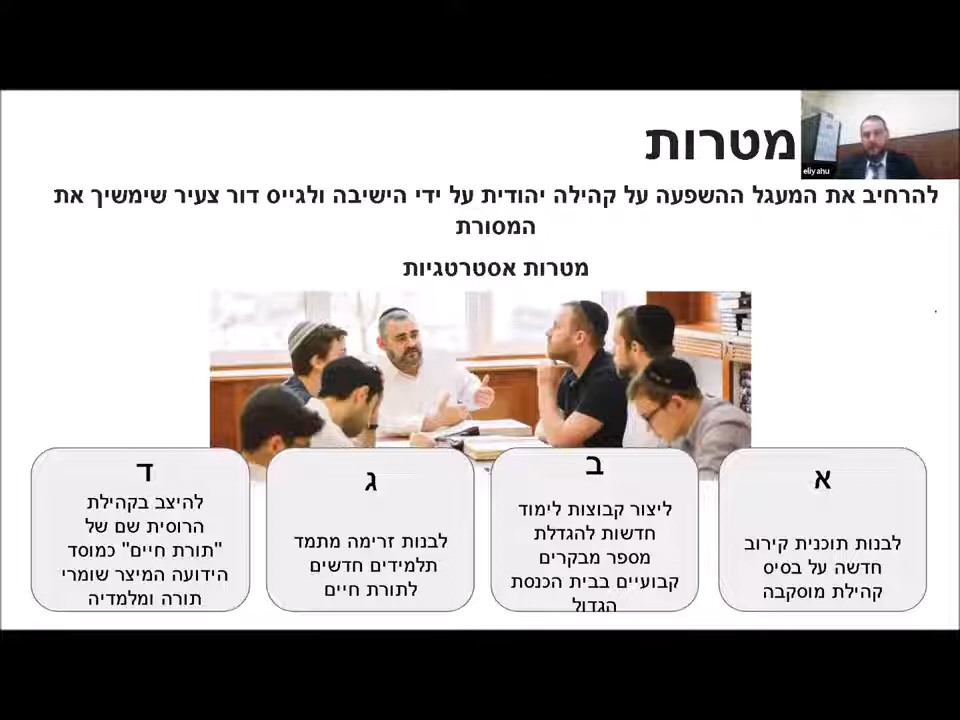 מטרות
eliyahu
להרחיב את המעגל ההשפעה על קהילה יהודית על ידי הישיבה ולגייס דור צעיר שימשיך את
המסורת
מטרות אסטרטגיות
א
לבנות תוכנית קירוב
חדשה על בסיס
קהילת מוסקבה
ב
ליצור קבוצות לימוד
חדשות להגדלת
מספר מבקרים
קבועיים בבית הכנסת
הגדול
ג
לבנות זרימה מתמד
תלמידים חדשים
לתורת חיים
ד
להיצב בקהילת
הרוסית שם של
"תורת חיים" כמוסד
הידועה המיצר שומרי
תורה ומלמדיה